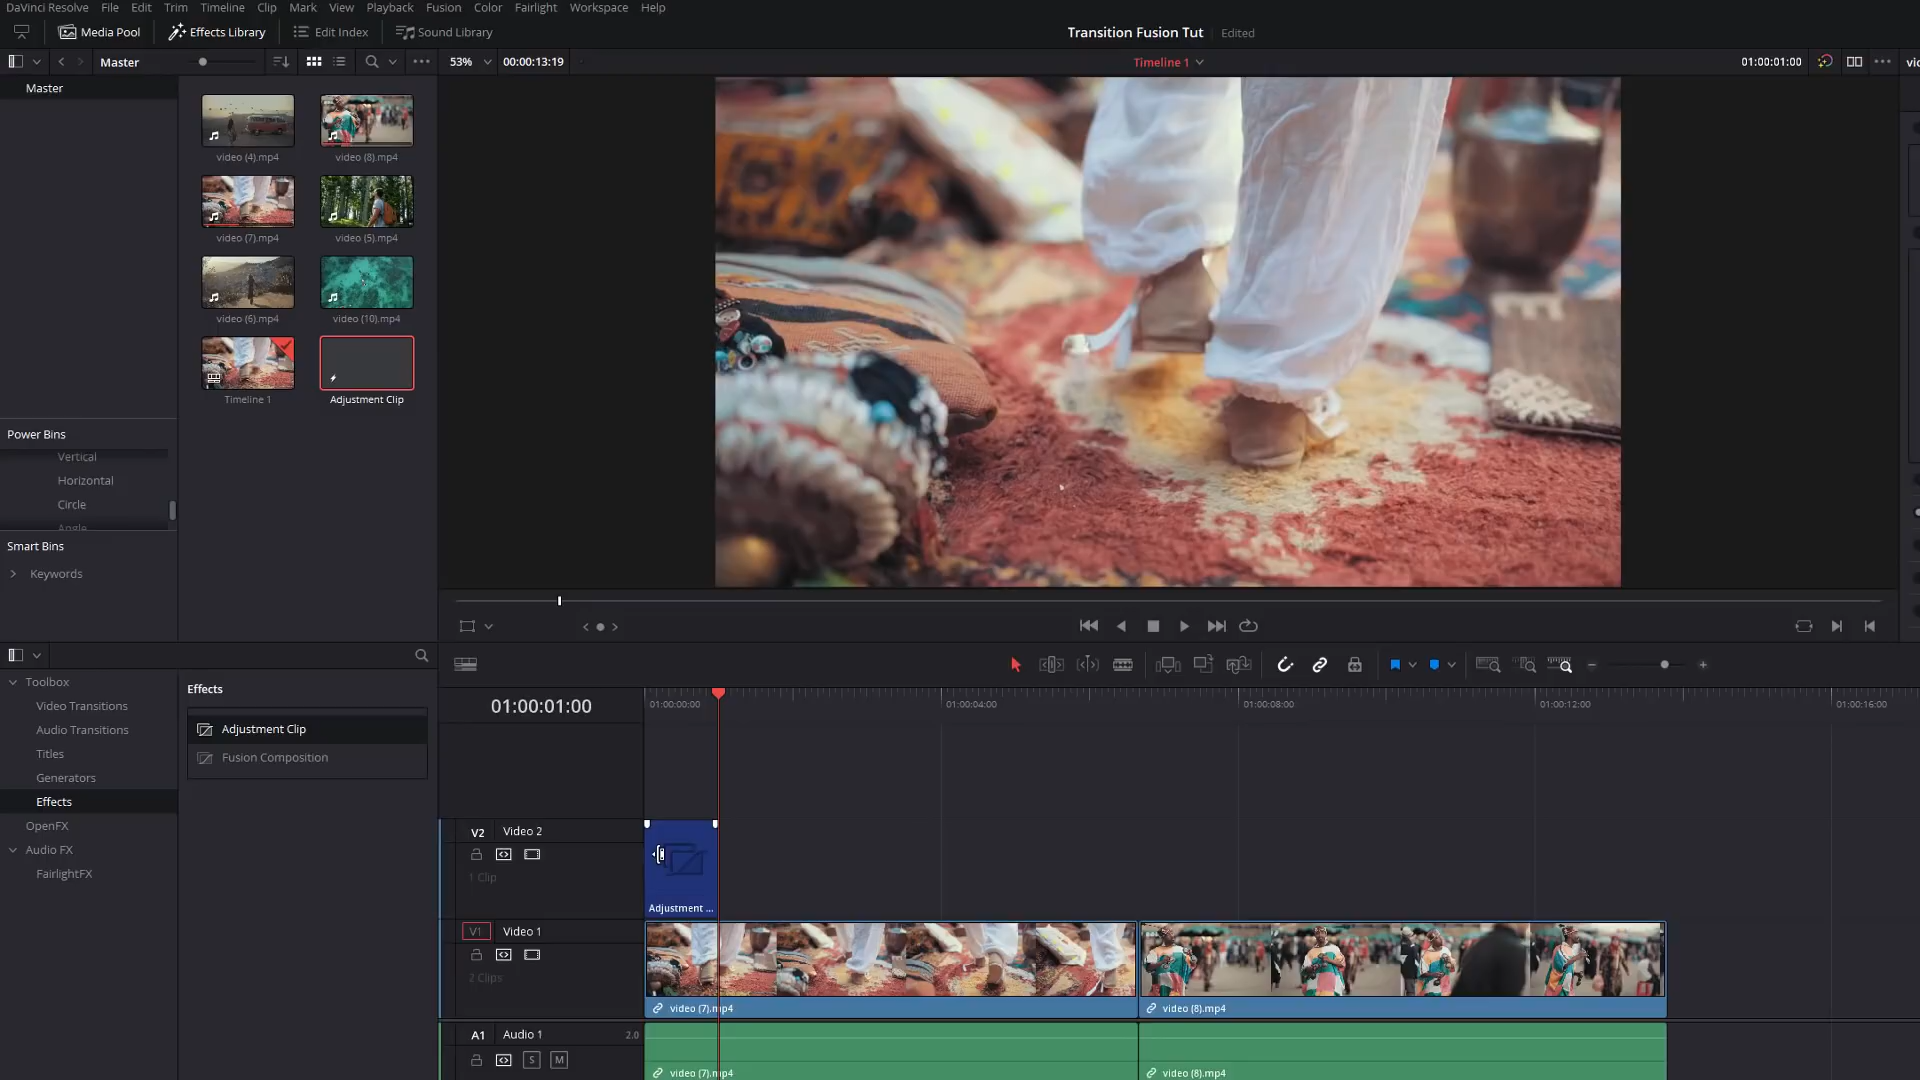 DaVinci Resolve File Edit Trim Timeline Clip Mark View Playback Fusion Color Fairlight Workspace Help
Media Pool Effects Library Edit Index Sound Library Transition Fusion Tut Edited
Master 53% 00:00:13:19 Timeline 1 01:00:01:00
Master
video (4).mp4 video (8).mp4
video (7).mp4 video (5).mp4
video (6).mp4 video (10).mp4
Timeline 1 Adjustment Clip
Power Bins
Vertical
Horizontal
Circle
Angle
Smart Bins
Keywords
Toolbox
Video Transitions
Audio Transitions
Titles
Generators
Effects
OpenFX
Audio FX
FairlightFX
Effects
Adjustment Clip
Fusion Composition
01:00:01:00
01:00:00:00 01:00:04:00 01:00:08:00 01:00:12:00 01:00:16:00
V2 Video 2
1 Clip
Adjustment ...
V1 Video 1
2 Clips
video (7).mp4 video (8).mp4
A1 Audio 1 2.0
S M
video (7).mp4 video (8).mp4